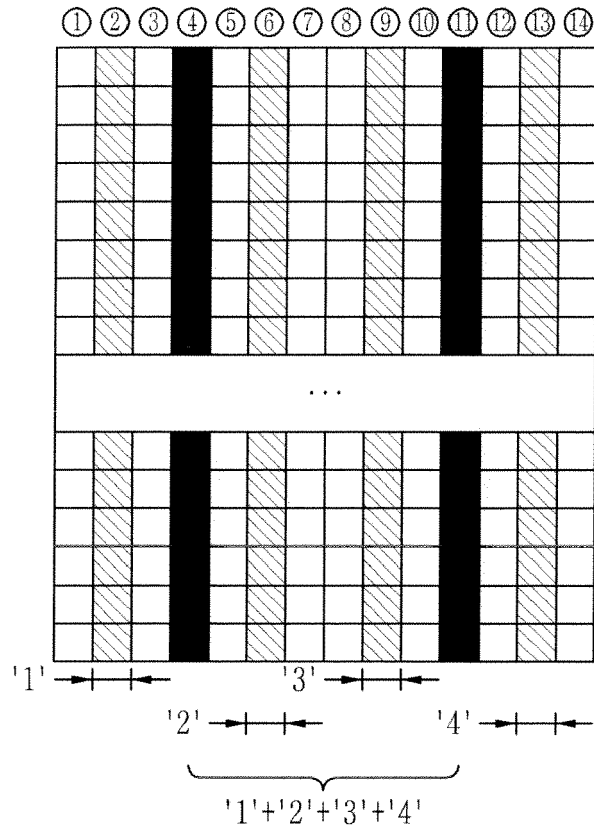 ① ② ③ ④ ⑤ ⑥ ⑦ ⑧ ⑨ ⑩ ⑪ ⑫ ⑬ ⑭
...
'1' '3'
'2' '4'
'1'+'2'+'3'+'4'